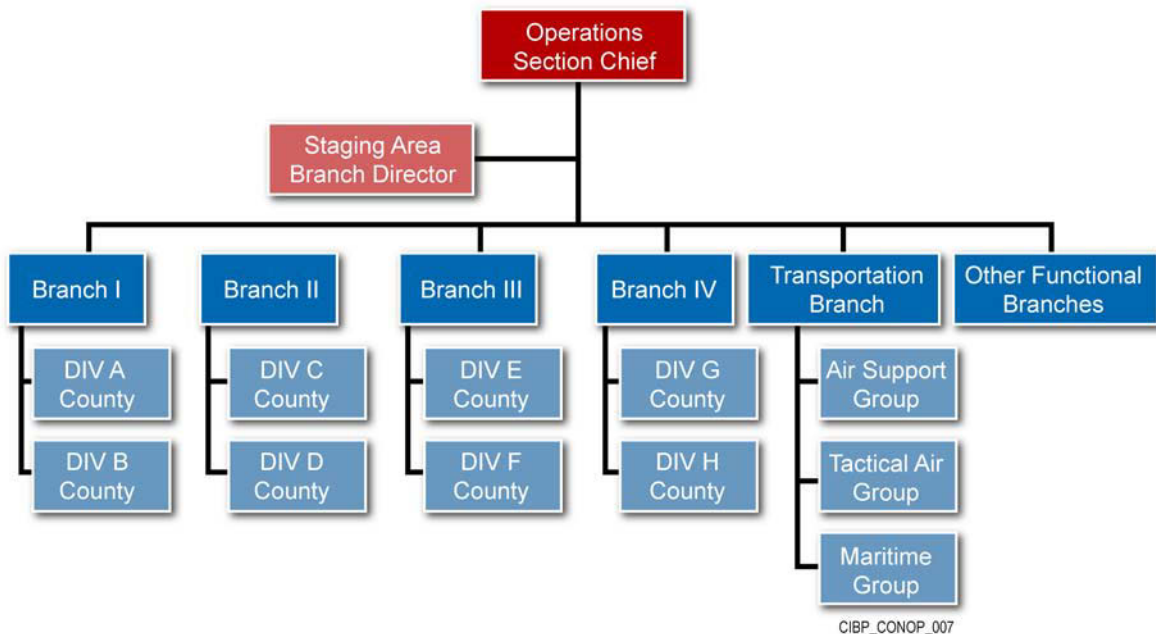 Operations
Section Chief
Staging Area
Branch Director
Branch I
Branch II
Branch III
Branch IV
Transportation
Branch
Other Functional
Branches
DIV A
County
DIV B
County
DIV C
County
DIV D
County
DIV E
County
DIV F
County
DIV G
County
DIV H
County
Air Support
Group
Tactical Air
Group
Maritime
Group
CIBP_CONOP_007